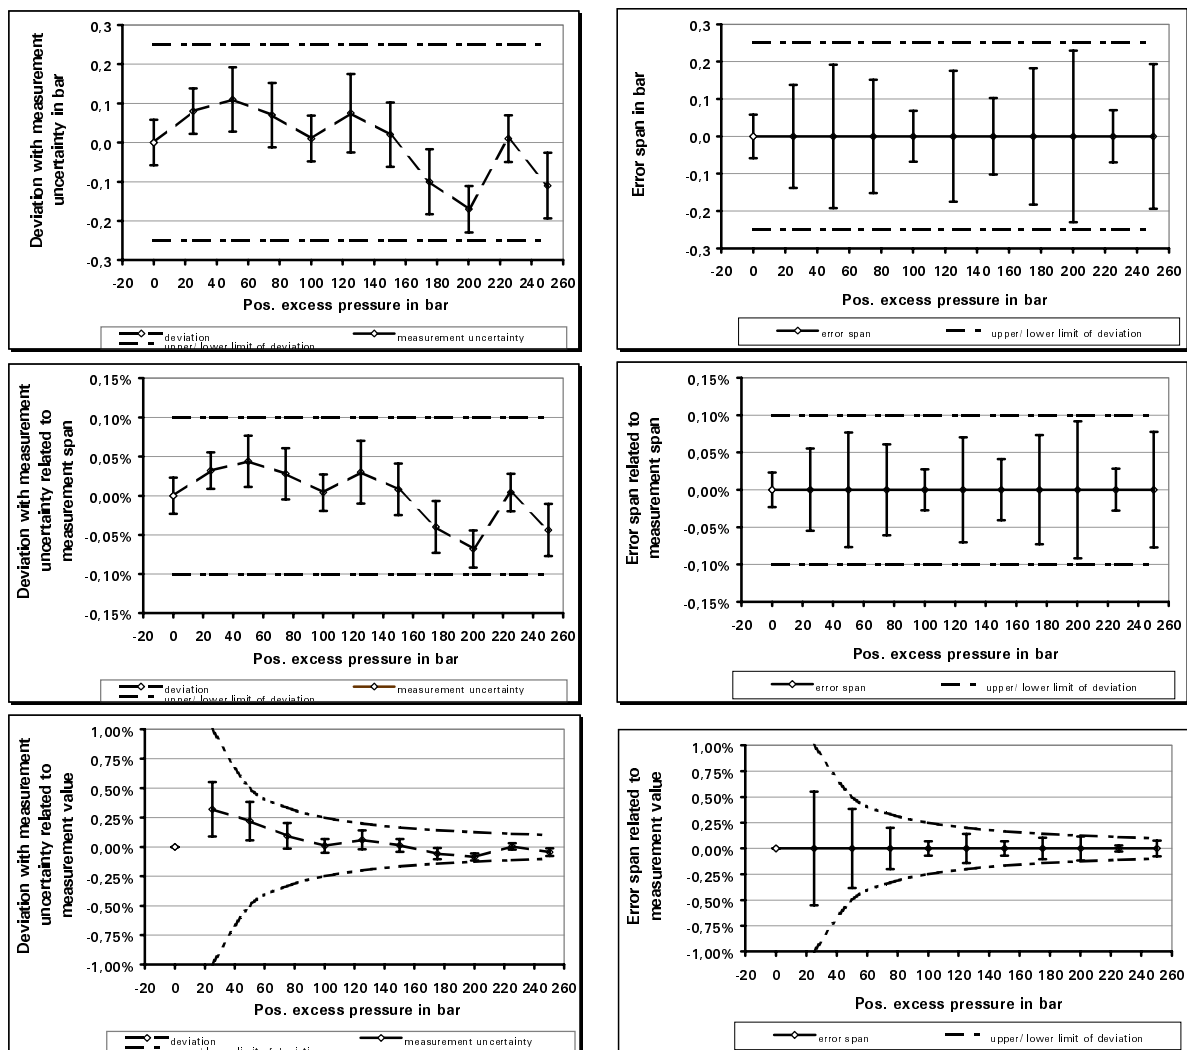 Deviation with measurement
uncertainty in bar
0,3
0,2
0,1
0,0
-0,1
-0,2
-0,3
-20 0 20 40 60 80 100 120 140 160 180 200 220 240 260
Pos. excess pressure in bar
deviation
measurement uncertainty
upper/ lower limit of deviation
Error span in bar
0,3
0,2
0,1
0,0
-0,1
-0,2
-0,3
-20 0 20 40 60 80 100 120 140 160 180 200 220 240 260
Pos. excess pressure in bar
error span
upper/ lower limit of deviation
Deviation with measurement
uncertainty related to
measurement span
0,15%
0,10%
0,05%
0,00%
-0,05%
-0,10%
-0,15%
-20 0 20 40 60 80 100 120 140 160 180 200 220 240 260
Pos. excess pressure in bar
deviation
measurement uncertainty
upper/ lower limit of deviation
Error span related to
measurement span
0,15%
0,10%
0,05%
0,00%
-0,05%
-0,10%
-0,15%
-20 0 20 40 60 80 100 120 140 160 180 200 220 240 260
Pos. excess pressure in bar
error span
upper/ lower limit of deviation
Deviation with measurement
uncertainty related to
measurement value
1,00%
0,75%
0,50%
0,25%
0,00%
-0,25%
-0,50%
-0,75%
-1,00%
-20 0 20 40 60 80 100 120 140 160 180 200 220 240 260
Pos. excess pressure in bar
deviation
measurement uncertainty
Error span related to
measurement value
1,00%
0,75%
0,50%
0,25%
0,00%
-0,25%
-0,50%
-0,75%
-1,00%
-20 0 20 40 60 80 100 120 140 160 180 200 220 240 260
Pos. excess pressure in bar
error span
upper/ lower limit of deviation